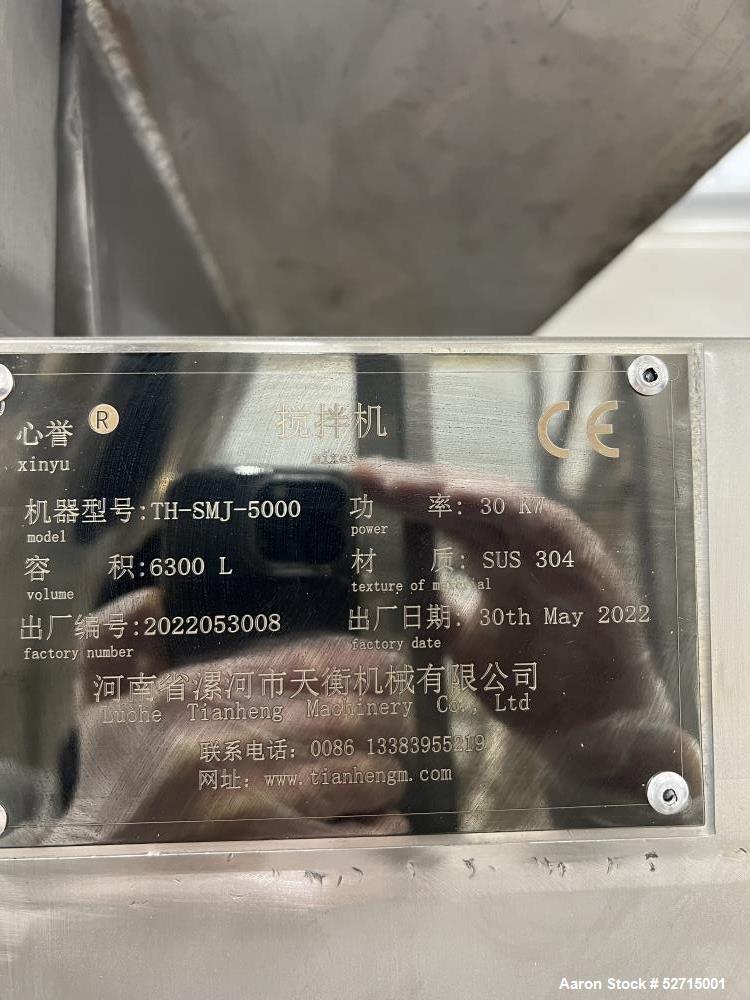 心誉 ®
xinyu
搅拌机
mixer
CE
机器型号:TH-SMJ-5000 功 率: 30 KW
model power
容 积:6300 L 材 质: SUS 304
volume texture of material
出厂编号:2022053008 出厂日期: 30th May 2022
factory number factory date
河南省漯河市天衡机械有限公司
Luohe Tianheng Machinery Co., Ltd
联系电话: 0086 13383955219
网址: www.tianhengm.com
Aaron Stock # 52715001